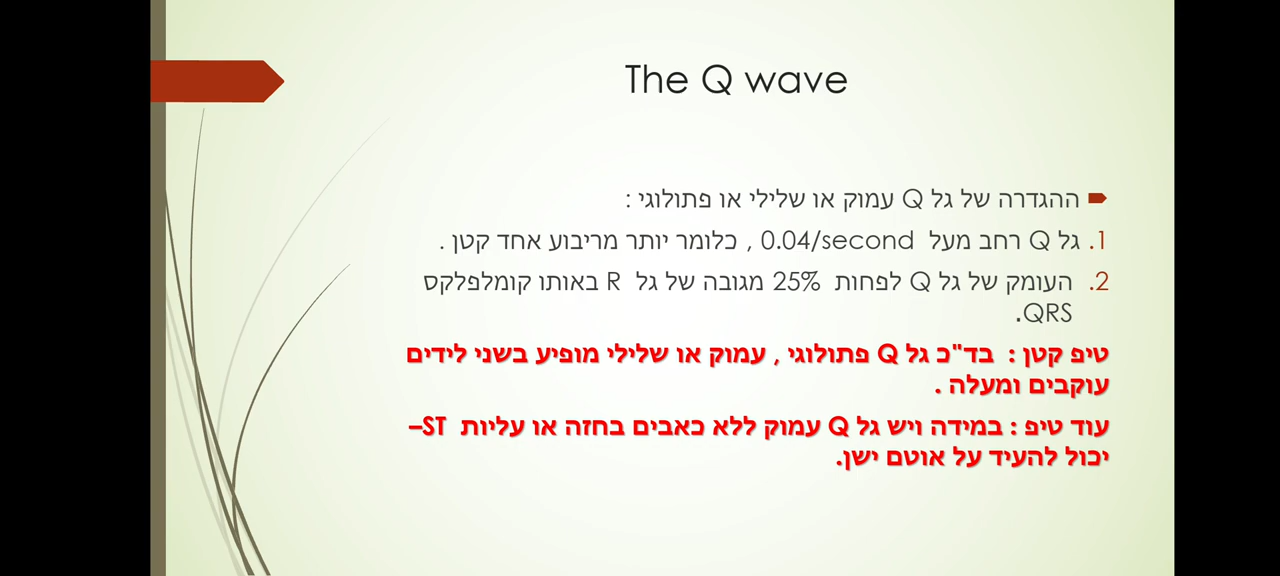 The Q wave
ההגדרה של גל Q עמוק או שלילי או פתולוגי :
1. גל Q רחב מעל 0.04/second , כלומר יותר מריבוע אחד קטן .
2. העומק של גל Q לפחות 25% מגובה של גל R באותו קומלפלקס
QRS.
טיפ קטן : בד"כ גל Q פתולוגי , עמוק או שלילי מופיע בשני לידים
עוקבים ומעלה .
עוד טיפ : במידה ויש גל Q עמוק ללא כאבים בחזה או עליות ST–
יכול להעיד על אוטם ישן.